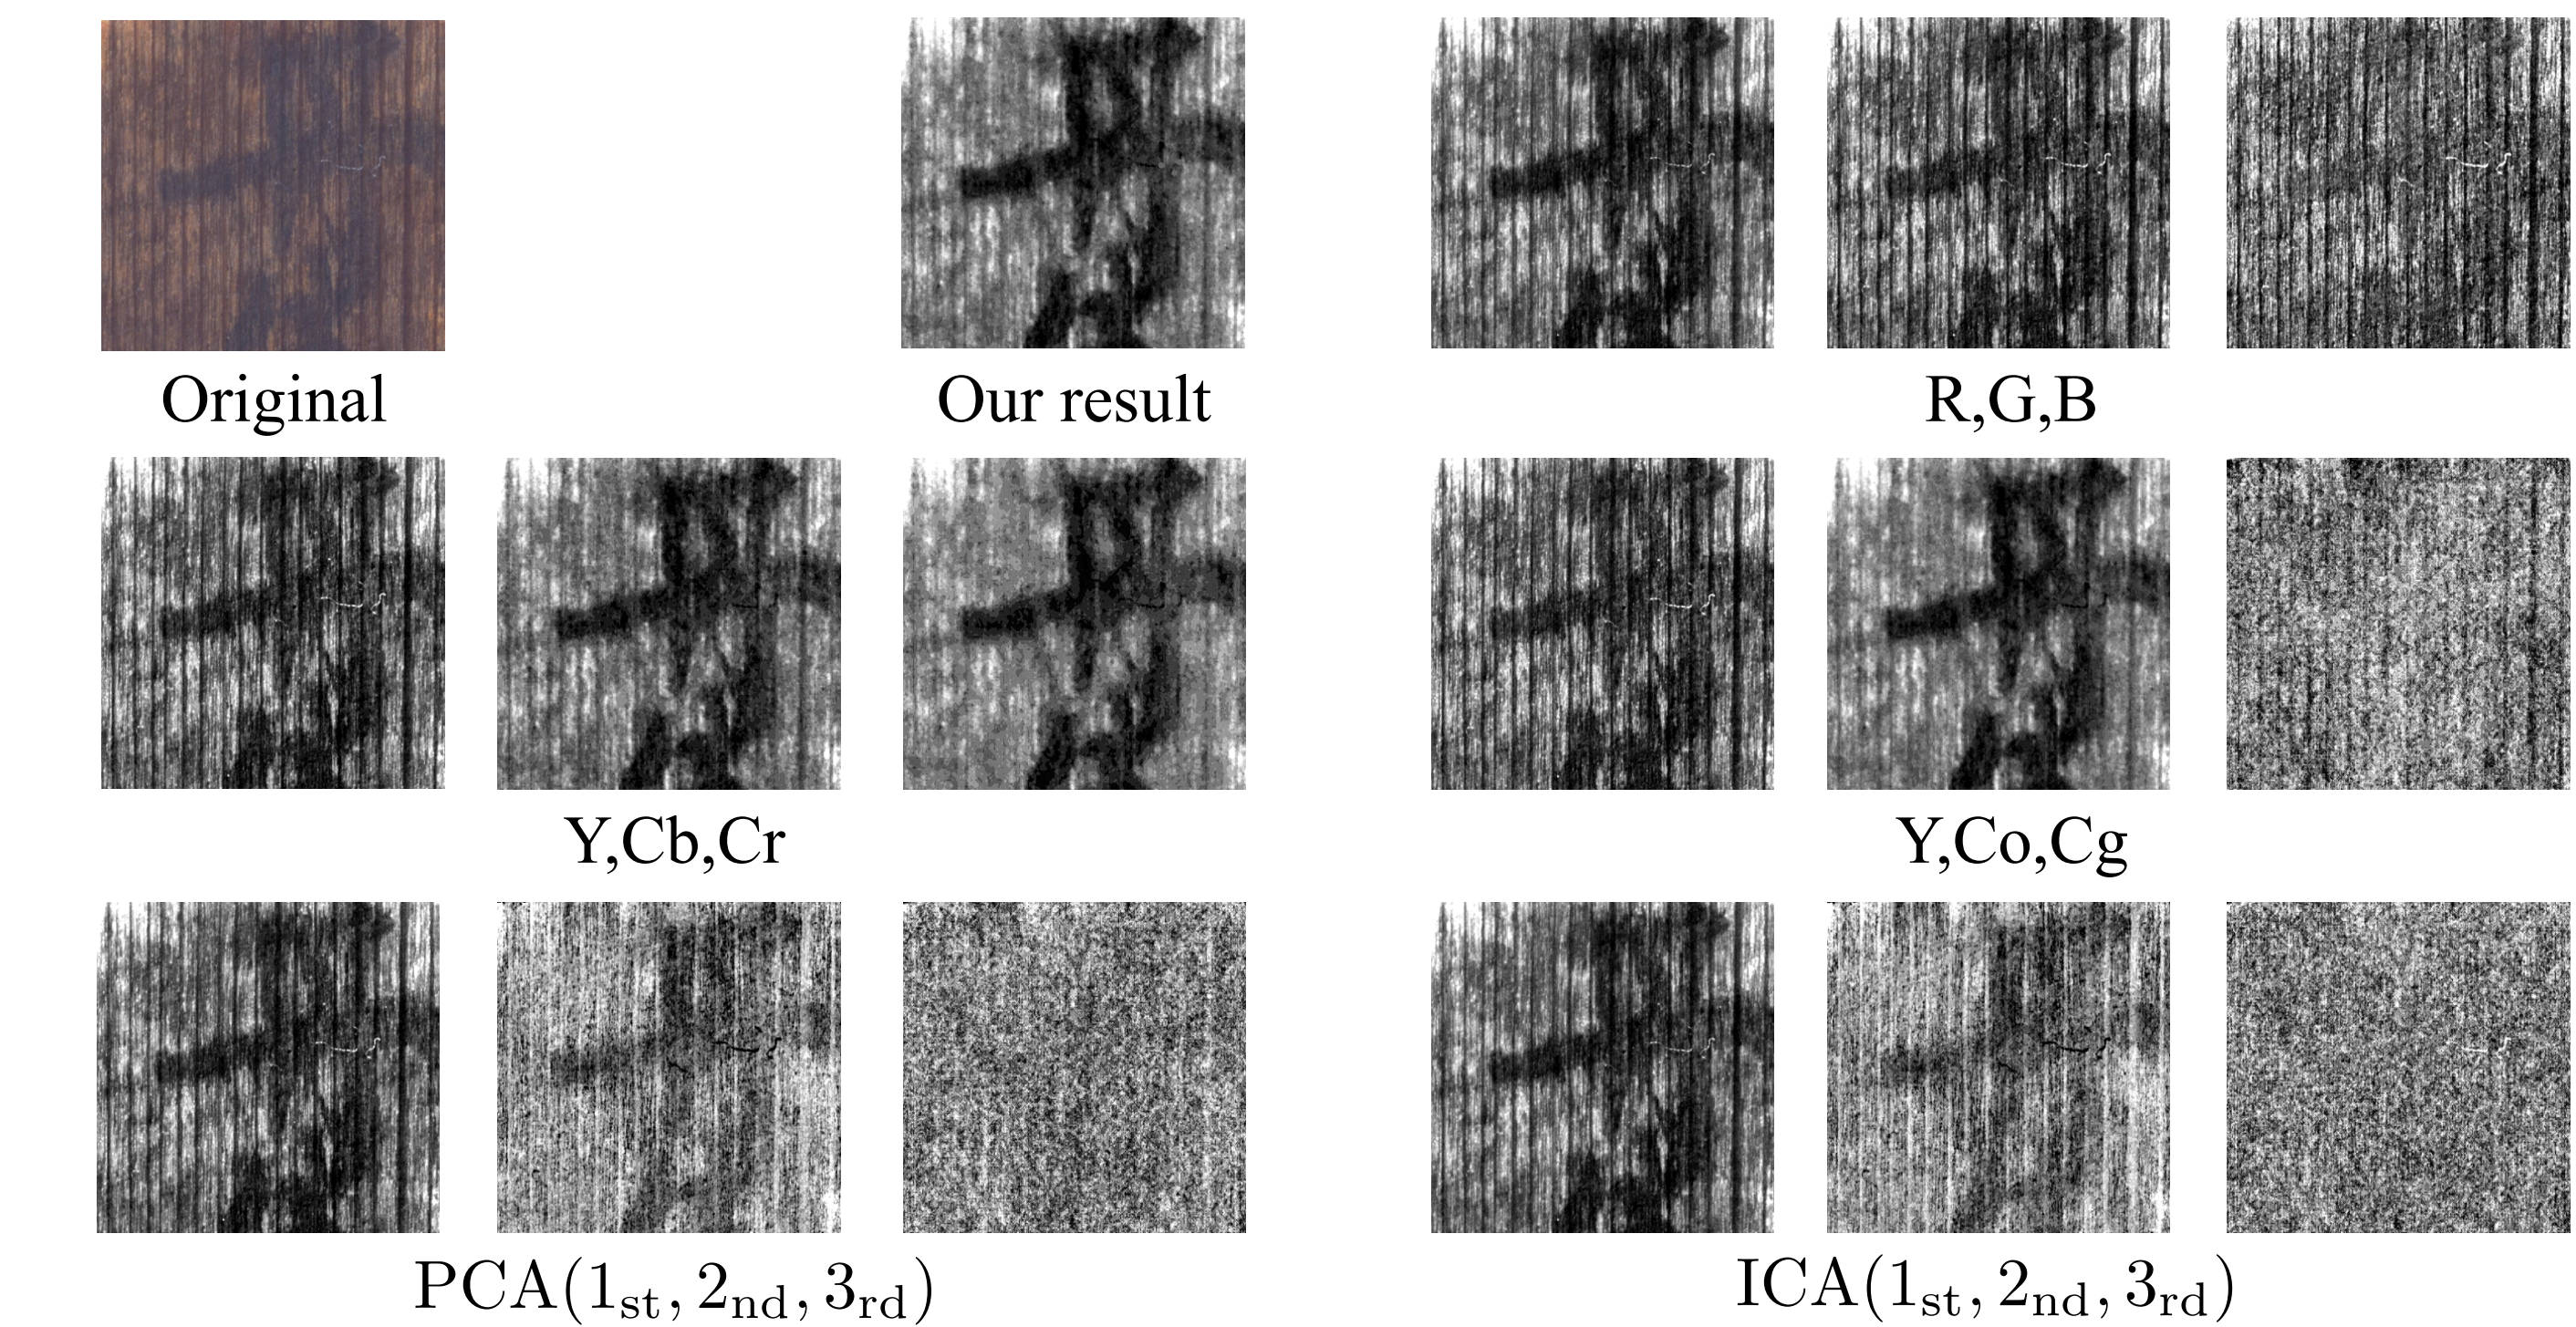 Original
Our result
R,G,B
Y,Cb,Cr
Y,Co,Cg
PCA(1st, 2nd, 3rd)
ICA(1st, 2nd, 3rd)